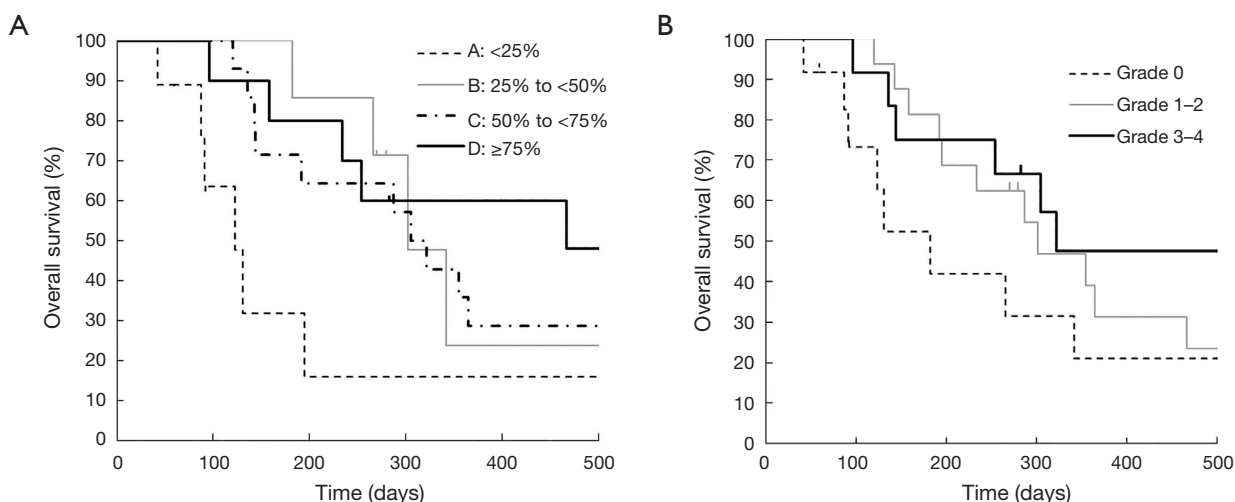 A
100
90
80
70
60
50
40
30
20
10
0
Overall survival (%)
0 100 200 300 400 500
Time (days)
A: <25%
B: 25% to <50%
C: 50% to <75%
D: ≥75%
B
100
90
80
70
60
50
40
30
20
10
0
Overall survival (%)
0 100 200 300 400 500
Time (days)
Grade 0
Grade 1–2
Grade 3–4